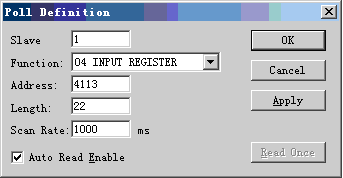 Poll Definition
Slave 1
OK
Function: 04 INPUT REGISTER
Cancel
Address: 4113
Length: 22
Apply
Scan Rate: 1000 ms
Auto Read Enable
Read Once